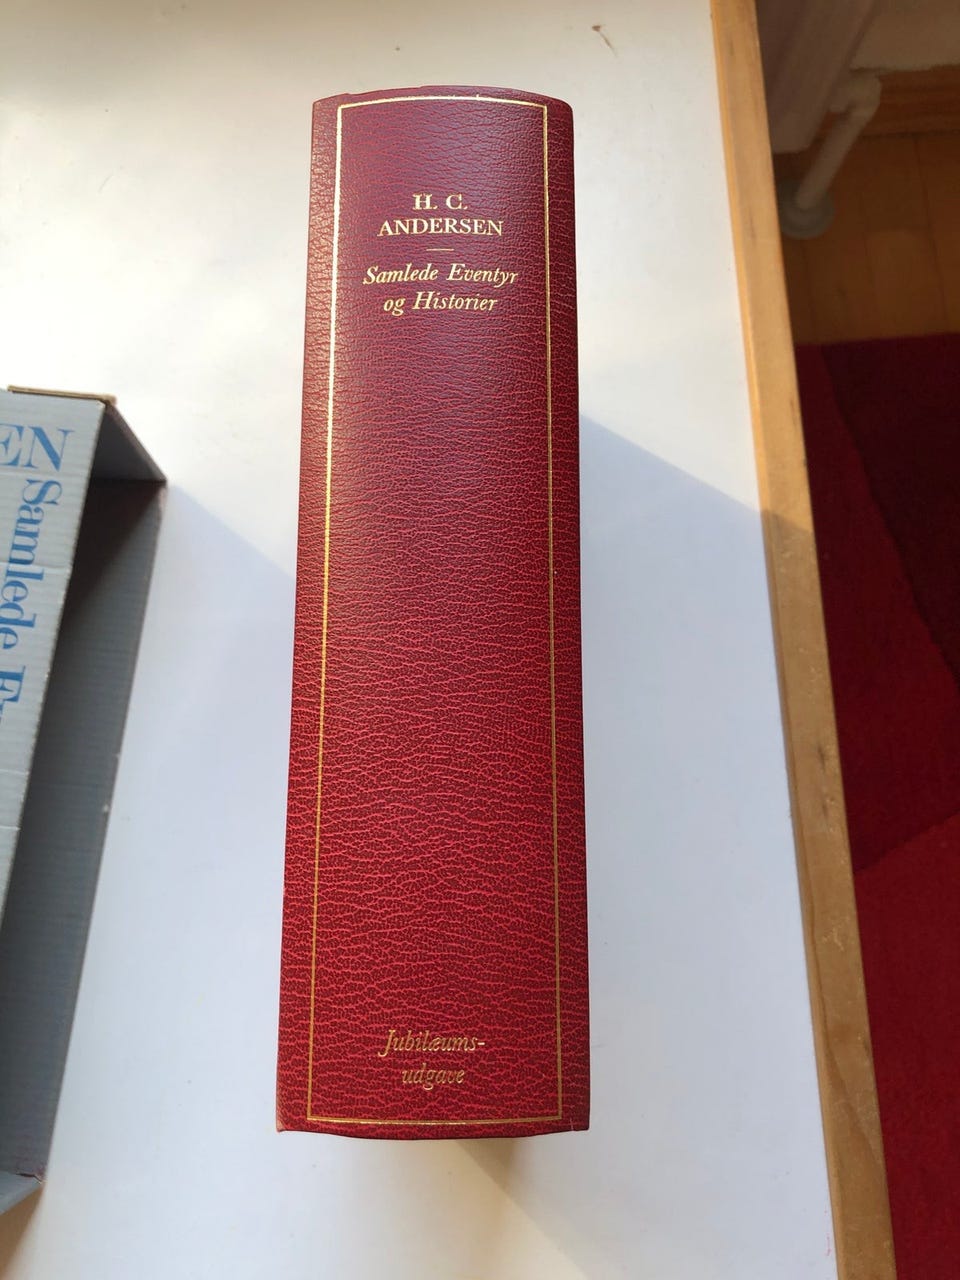 H. C.
ANDERSEN
Samlede Eventyr
og Historier
Jubilæums-
udgave
EN
Samlede